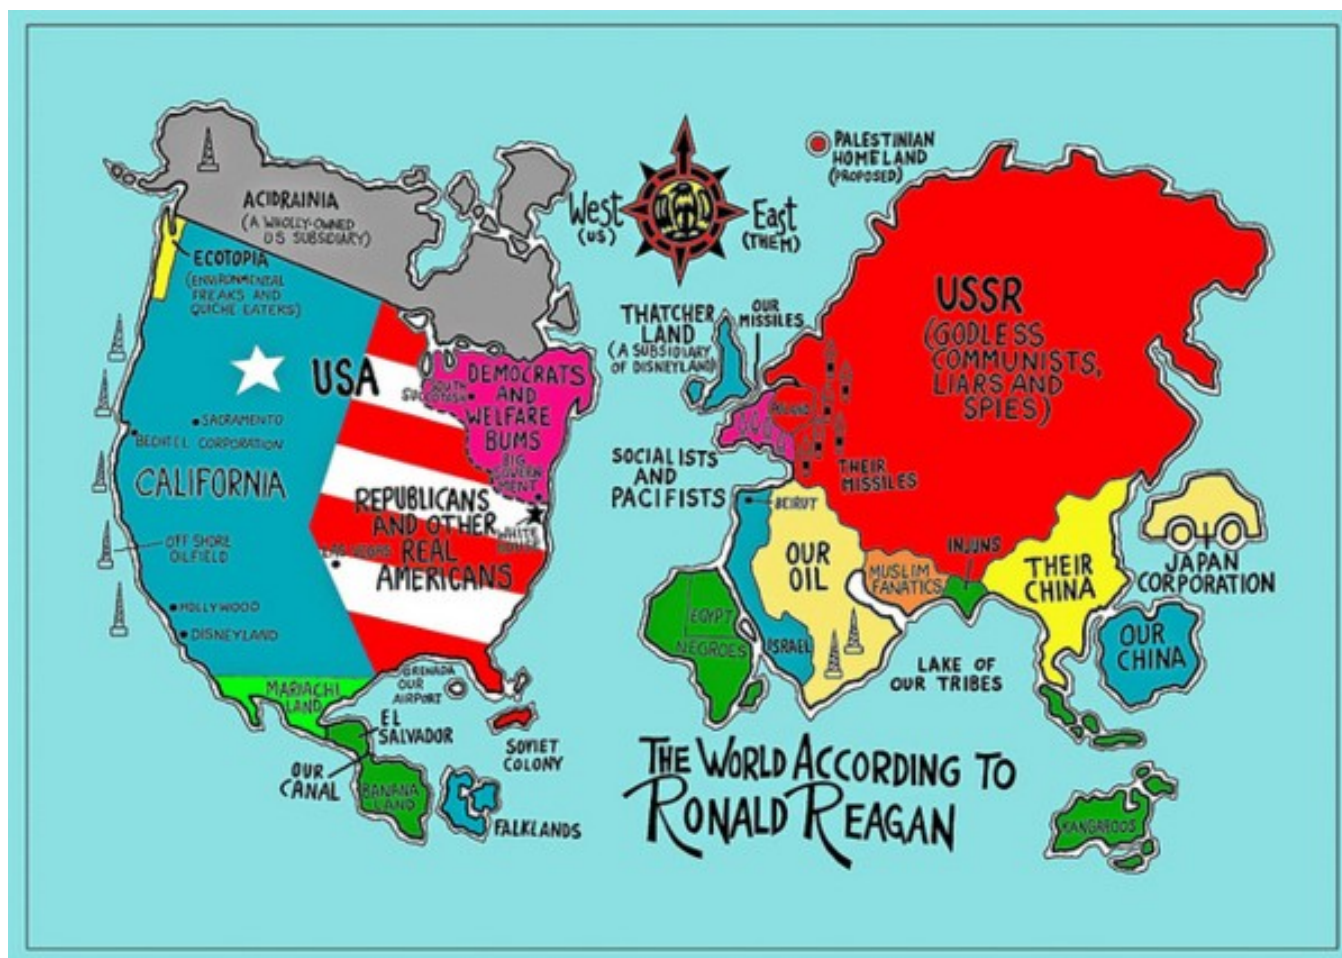 ACIDRAINIA
(A WHOLLY-OWNED
U S SUBSIDIARY)
ECOTOPIA
(ENVIRONMENTAL
FREAKS AND
QUICHE EATERS)
USA
SACRAMENTO
BECHTEL CORPORATION
CALIFORNIA
OFF SHORE
OILFIELD
HOLLYWOOD
DISNEYLAND
SOUTH
SUCCOTASH
DEMOCRATS
AND
WELFARE
BUMS
BIG
GOVERN
MENT
REPUBLICANS
AND OTHER
REAL
AMERICANS
WHITE
HOUSE
LAS VEGAS
MARIACHI
LAND
GRENADA
OUR
AIRPORT
EL
SALVADOR
OUR
CANAL
BANANA
LAND
SOVIET
COLONY
FALKLANDS
West
(US)
East
(THEM)
PALESTINIAN
HOMELAND
(PROPOSED)
THATCHER
LAND
(A SUBSIDIARY
OF DISNEYLAND)
OUR
MISSILES
USSR
(GODLESS
COMMUNISTS,
LIARS AND
SPIES)
POLAND
THEIR
MISSILES
SOCIALISTS
AND
PACIFISTS
BEIRUT
OUR
OIL
MUSLIM
FANATICS
INJUNS
THEIR
CHINA
JAPAN
CORPORATION
EGYPT
NEGROES
ISRAEL
LAKE OF
OUR TRIBES
OUR
CHINA
KANGAROOS
THE WORLD ACCORDING TO
RONALD REAGAN